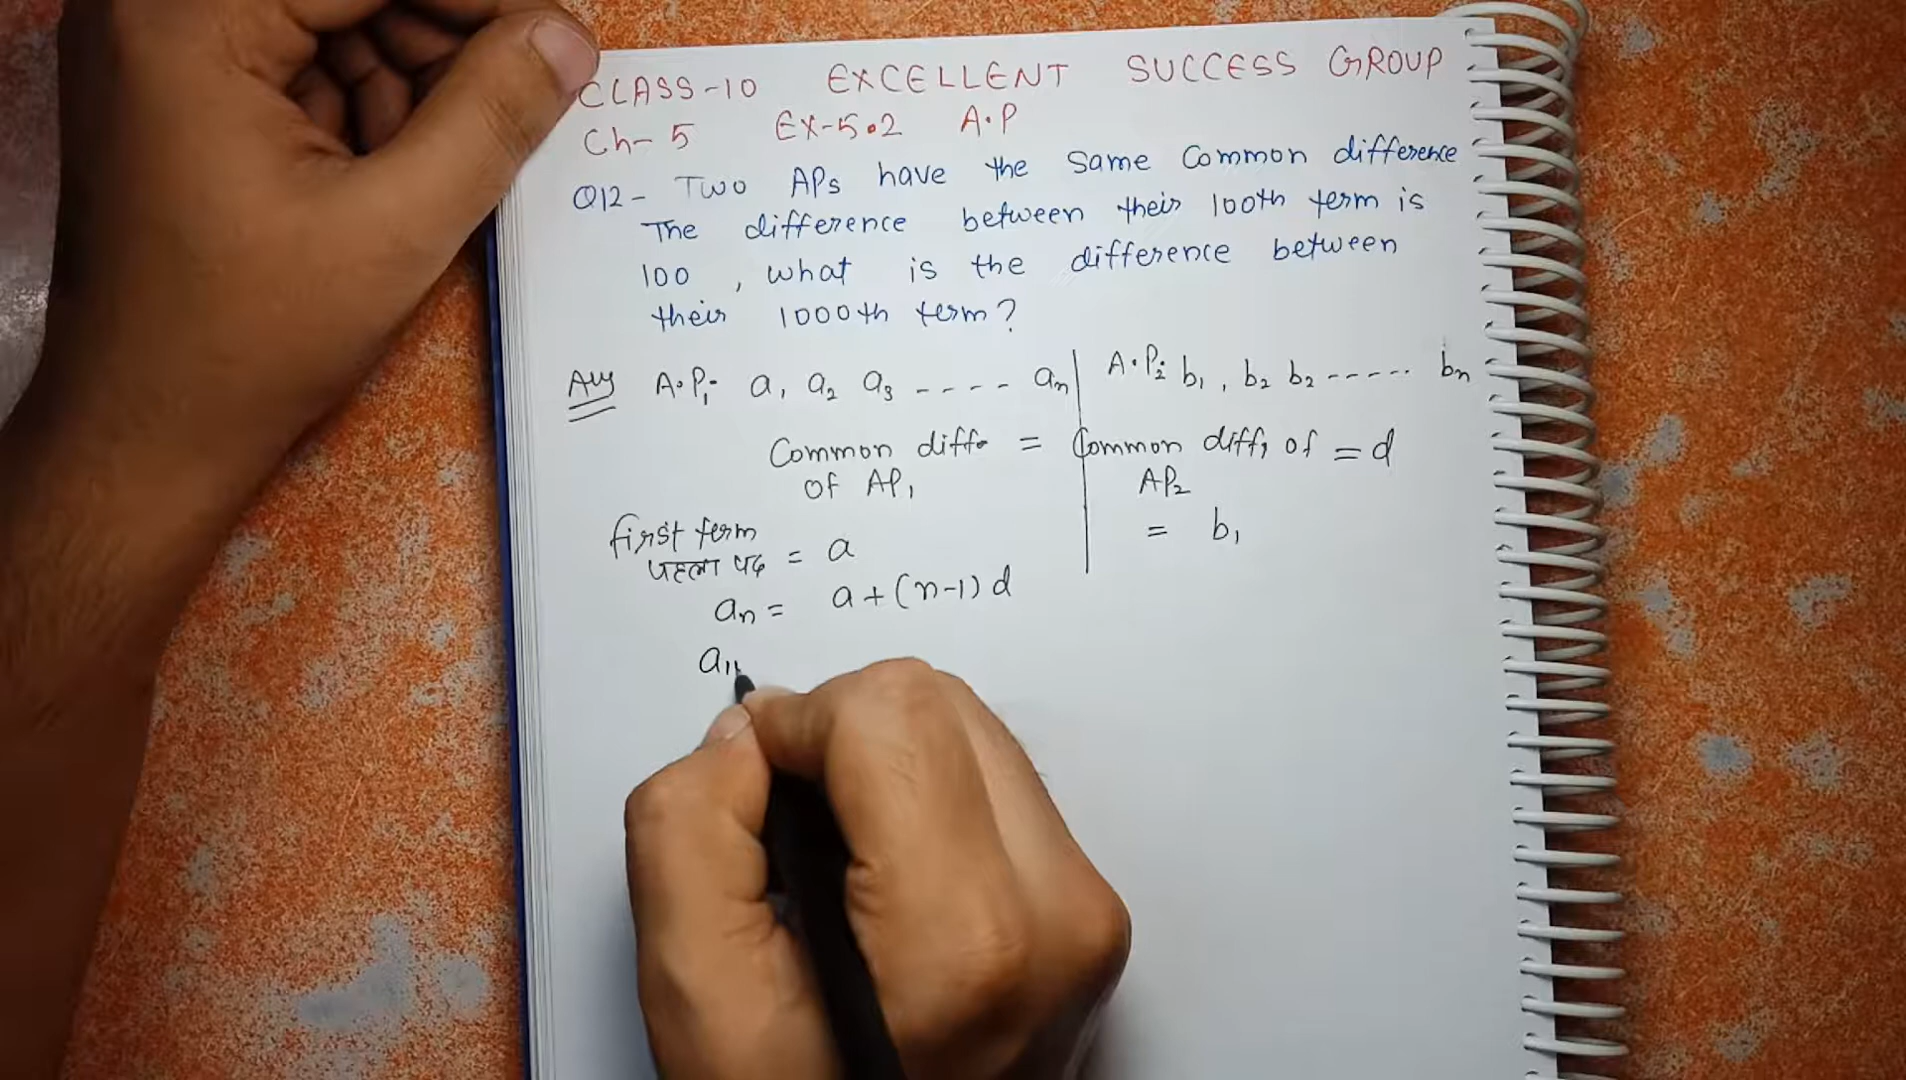 CLASS-10 EXCELLENT SUCCESS GROUP
Ch-5 EX-5.2 A.P
Q12- Two APs have the same Common difference
The difference between their 100th term is
100 , what is the difference between
their 1000th term?
Ans A.P₁:- a₁ a₂ a₃ ---- aₙ | A.P₂: b₁ , b₂ b₂ ----- bₙ
Common diff. = Common diff, of = d
of AP₁ AP₂
first term = b₁
पहला पद = a
aₙ = a+(n-1)d
a₁